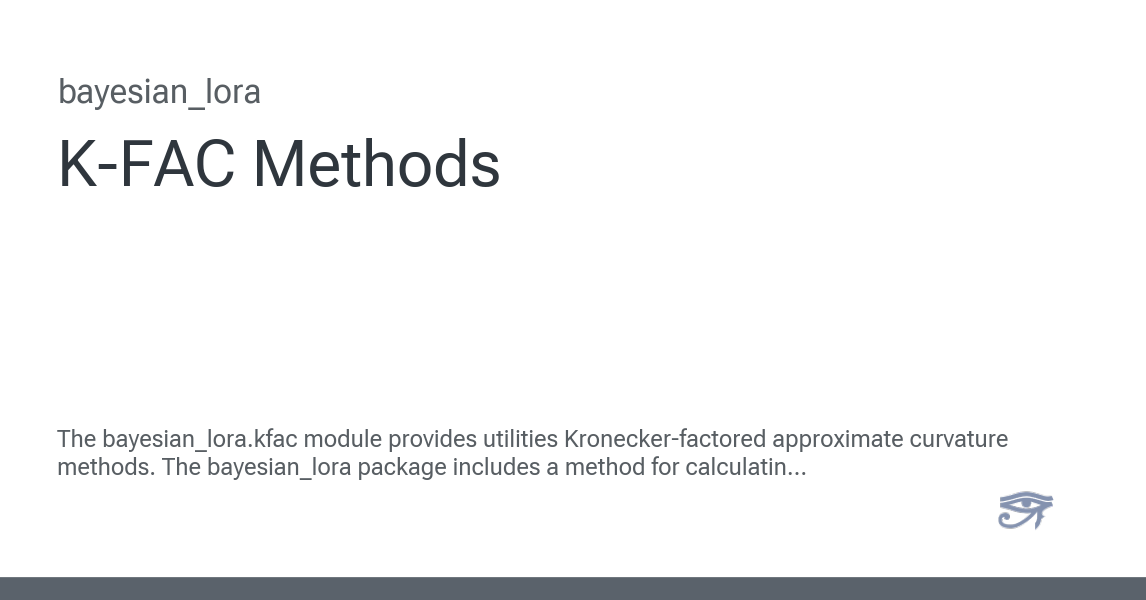 bayesian_lora
K-FAC Methods
The bayesian_lora.kfac module provides utilities Kronecker-factored approximate curvature
methods. The bayesian_lora package includes a method for calculatin...